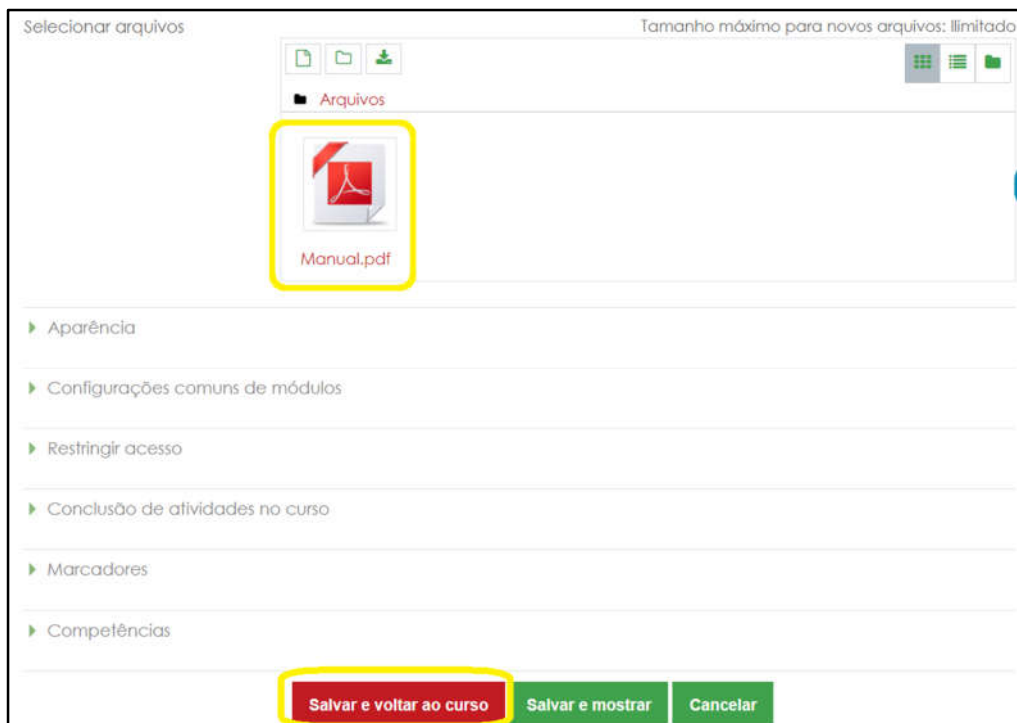 Selecionar arquivos
Tamanho máximo para novos arquivos: Ilimitado
Arquivos
Manual.pdf
Aparência
Configurações comuns de módulos
Restringir acesso
Conclusão de atividades no curso
Marcadores
Competências
Salvar e voltar ao curso
Salvar e mostrar
Cancelar